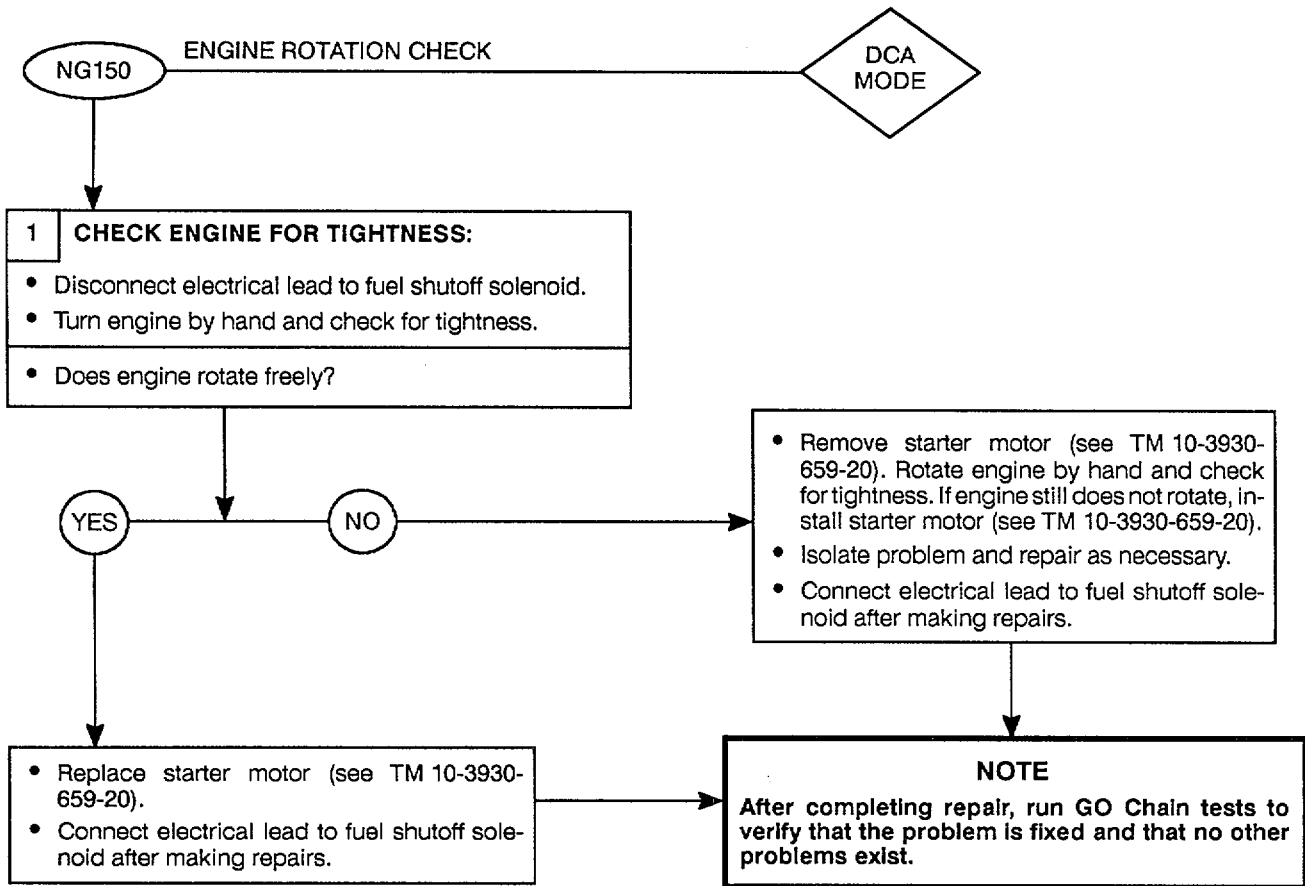 NG150
ENGINE ROTATION CHECK
DCA
MODE
1
CHECK ENGINE FOR TIGHTNESS:
• Disconnect electrical lead to fuel shutoff solenoid.
• Turn engine by hand and check for tightness.
• Does engine rotate freely?
YES
NO
• Remove starter motor (see TM 10-3930-
659-20). Rotate engine by hand and check
for tightness. If engine still does not rotate, in-
stall starter motor (see TM 10-3930-659-20).
• Isolate problem and repair as necessary.
• Connect electrical lead to fuel shutoff sole-
noid after making repairs.
• Replace starter motor (see TM 10-3930-
659-20).
• Connect electrical lead to fuel shutoff sole-
noid after making repairs.
NOTE
After completing repair, run GO Chain tests to
verify that the problem is fixed and that no other
problems exist.